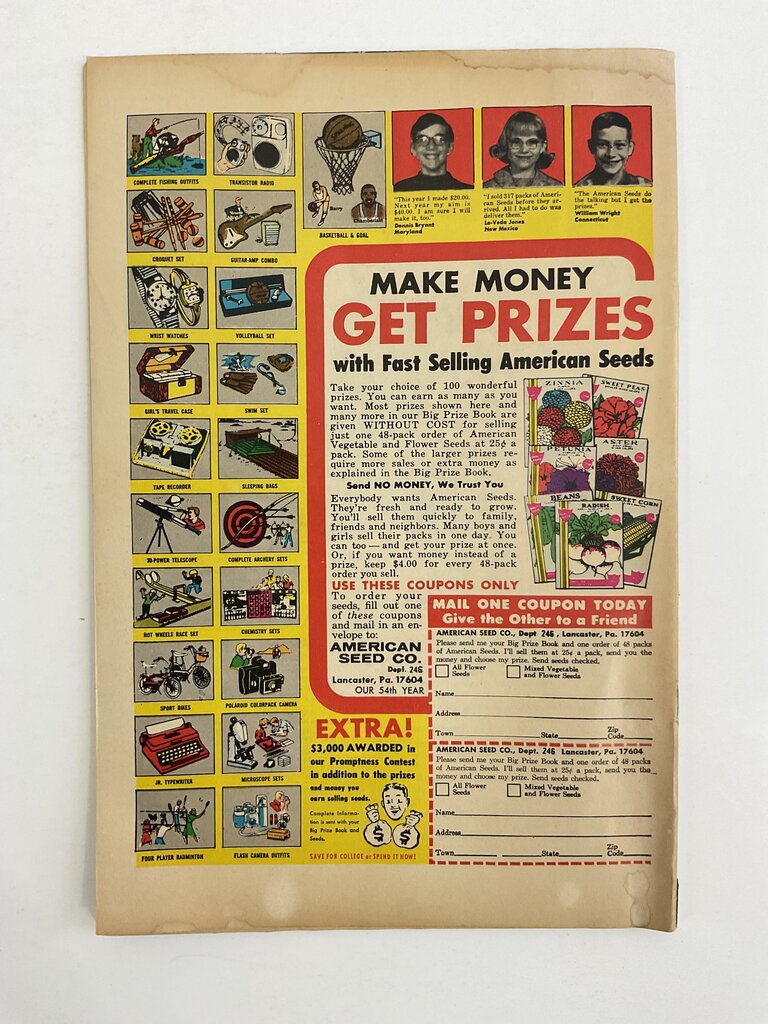 COMPLETE FISHING OUTFITS
TRANSISTOR RADIO
CROQUET SET
GUITAR-AMP COMBO
WRIST WATCHES
VOLLEYBALL SET
GIRL'S TRAVEL CASE
SWIM SET
TAPE RECORDER
SLEEPING BAGS
30-POWER TELESCOPE
COMPLETE ARCHERY SETS
HOT WHEELS RACE SET
CHEMISTRY SETS
SPORT BIKES
POLAROID COLORPACK CAMERA
JR. TYPEWRITER
MICROSCOPE SETS
FOUR PLAYER BADMINTON
FLASH CAMERA OUTFITS
SPALDING
Barry
Chamberlain
BASKETBALL & GOAL
"This year I made $20.00.
Next year my aim is
$40.00. I am sure I will
make it, too."
Dennis Bryant
Maryland
"I sold 317 packs of Ameri-
can Seeds before they ar-
rived. All I had to do was
deliver them."
La-Veda Jones
New Mexico
"The American Seeds do
the talking but I get the
prizes."
William Wright
Connecticut
MAKE MONEY
GET PRIZES
with Fast Selling American Seeds
Take your choice of 100 wonderful
prizes. You can earn as many as you
want. Most prizes shown here and
many more in our Big Prize Book are
given WITHOUT COST for selling
just one 48-pack order of American
Vegetable and Flower Seeds at 25¢ a
pack. Some of the larger prizes re-
quire more sales or extra money as
explained in the Big Prize Book.
Send NO MONEY, We Trust You
Everybody wants American Seeds.
They're fresh and ready to grow.
You'll sell them quickly to family,
friends and neighbors. Many boys and
girls sell their packs in one day. You
can too — and get your prize at once.
Or, if you want money instead of a
prize, keep $4.00 for every 48-pack
order you sell.
ZINNIA
SWEET PEAS
PETUNIA
ASTER
BEANS
RADISH
SWEET CORN
USE THESE COUPONS ONLY
To order your
seeds, fill out one
of these coupons
and mail in an en-
velope to:
AMERICAN
SEED CO.
Dept. 246
Lancaster, Pa. 17604
OUR 54th YEAR
EXTRA!
$3,000 AWARDED in
our Promptness Contest
in addition to the prizes
and money you
earn selling seeds.
Complete informa-
tion is sent with your
Big Prize Book and
Seeds.
$ $
SAVE FOR COLLEGE or SPEND IT NOW!
MAIL ONE COUPON TODAY
Give the Other to a Friend
AMERICAN SEED CO., Dept 246, Lancaster, Pa. 17604
Please send me your Big Prize Book and one order of 48 packs
of American Seeds. I'll sell them at 25¢ a pack, send you the
money and choose my prize. Send seeds checked.
All Flower
Seeds
Mixed Vegetable
and Flower Seeds
Name
Address
Town State Zip Code
AMERICAN SEED CO., Dept. 246 Lancaster, Pa. 17604
Please send me your Big Prize Book and one order of 48 packs
of American Seeds. I'll sell them at 25¢ a pack, send you the
money and choose my prize. Send seeds checked.
All Flower
Seeds
Mixed Vegetable
and Flower Seeds
Name
Address
Town State Zip Code